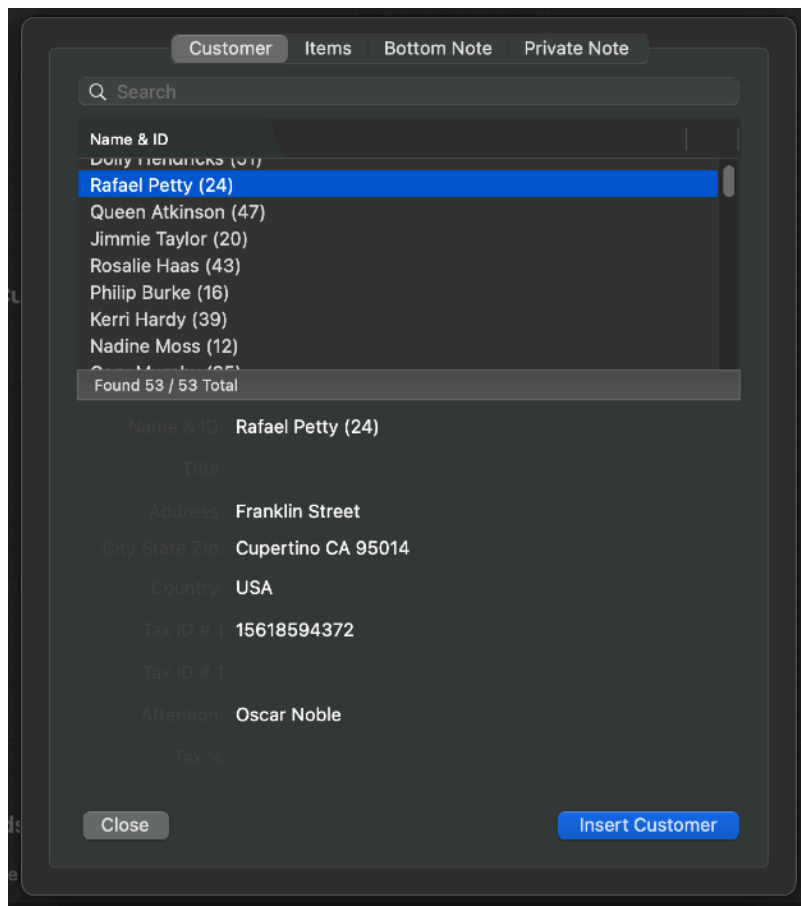 Customer Items Bottom Note Private Note
Search
Name & ID
Dolly Hendricks (51)
Rafael Petty (24)
Queen Atkinson (47)
Jimmie Taylor (20)
Rosalie Haas (43)
Philip Burke (16)
Kerri Hardy (39)
Nadine Moss (12)
Found 53 / 53 Total
Name & ID: Rafael Petty (24)
Title:
Address: Franklin Street
City State Zip: Cupertino CA 95014
Country: USA
Tax ID # 1 15618594372
Tax ID # 1
Attention: Oscar Noble
Tax %
Close Insert Customer